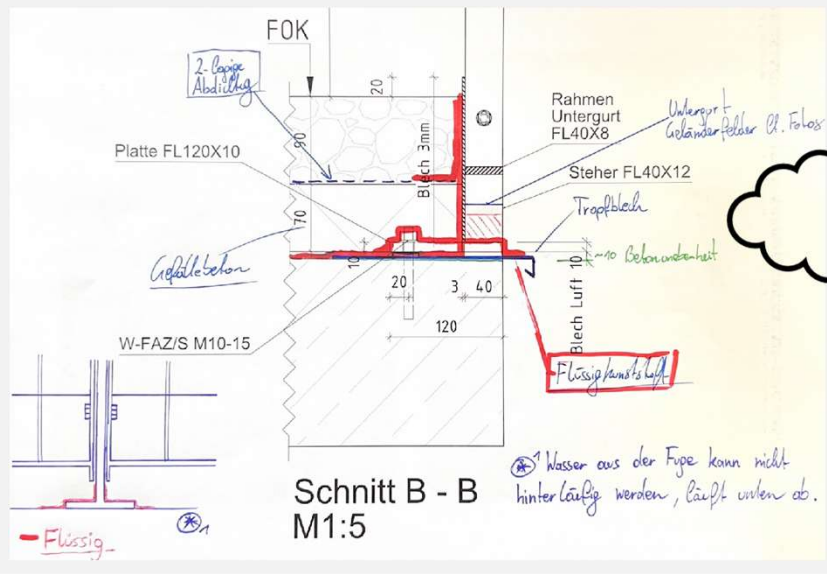 FOK
2-lagige
Abdichtg
20
90
Blech 3mm
Platte FL120X10
70
Gefällebeton
10
20
3
40
120
W-FAZ/S M10-15
Rahmen
Untergurt
FL40X8
Untergurt
Geländerfelder lt. Fotos
Steher FL40X12
Tropfblech
~10 Betonunebenheit
Blech Luft 10
Flüssigkunststoff
Schnitt B - B
M1:5
*1 Wasser aus der Fuge kann nicht
hinterläufig werden, läuft unten ab.
*1
Flüssig